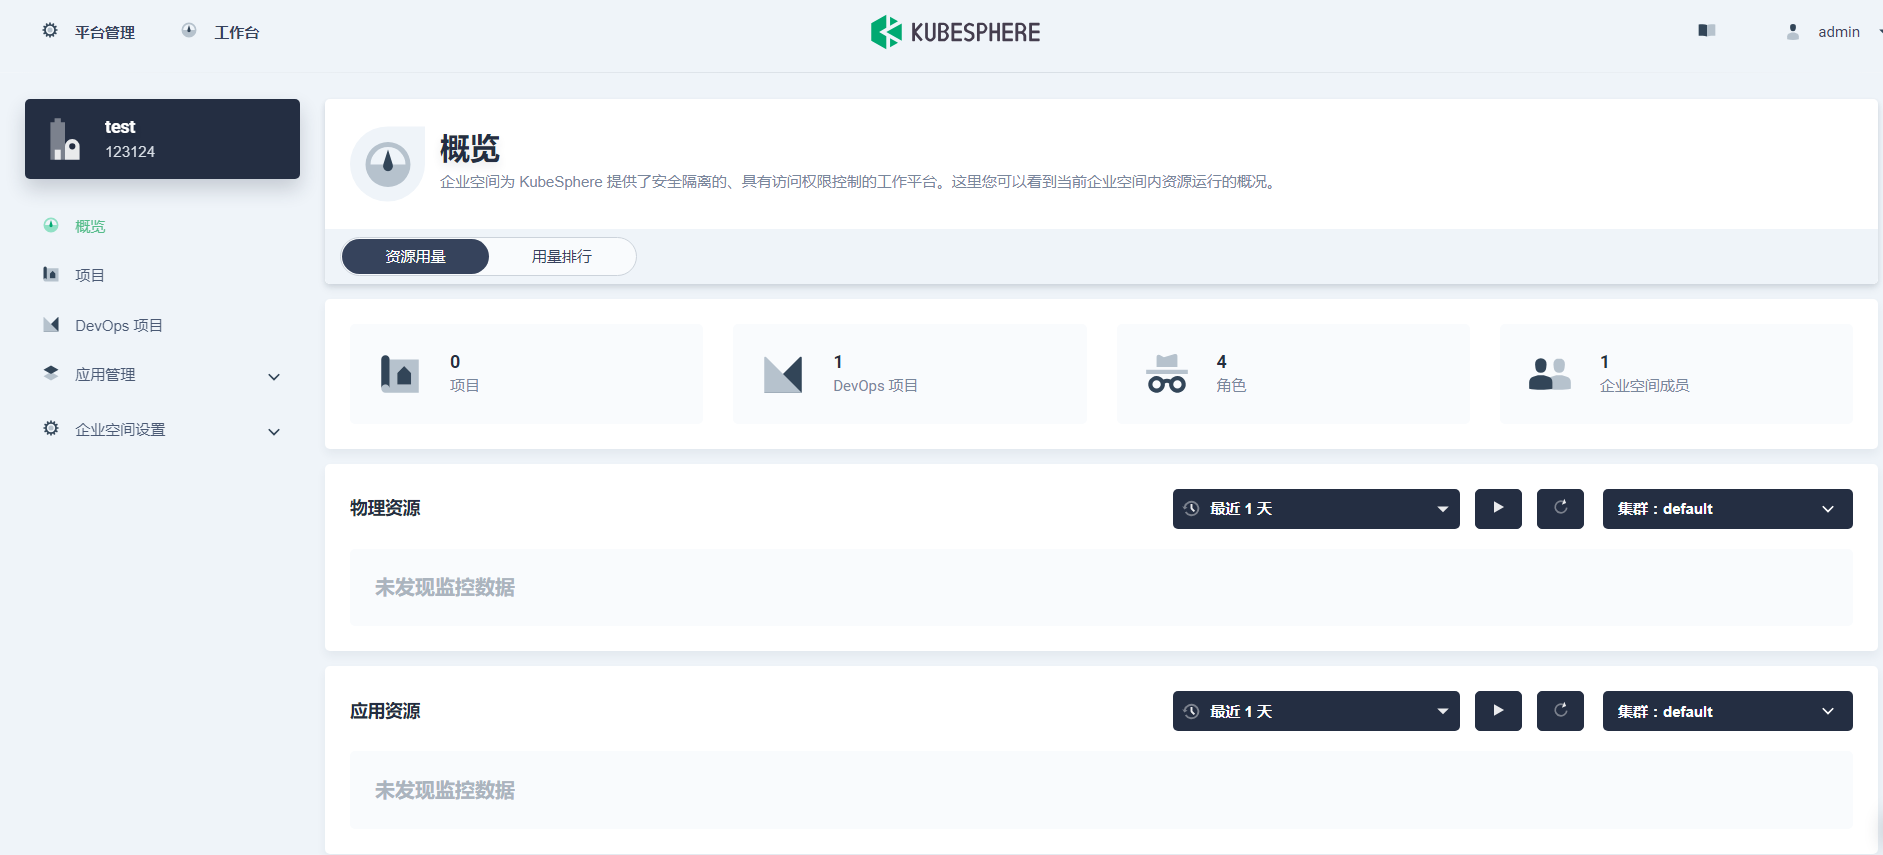 平台管理
工作台
KUBESPHERE
admin
test
123124
概览
项目
DevOps 项目
应用管理
企业空间设置
概览
企业空间为 KubeSphere 提供了安全隔离的、具有访问权限控制的工作平台。这里您可以看到当前企业空间内资源运行的概况。
资源用量
用量排行
0
项目
1
DevOps 项目
4
角色
1
企业空间成员
物理资源
最近 1 天
集群：default
未发现监控数据
应用资源
最近 1 天
集群：default
未发现监控数据